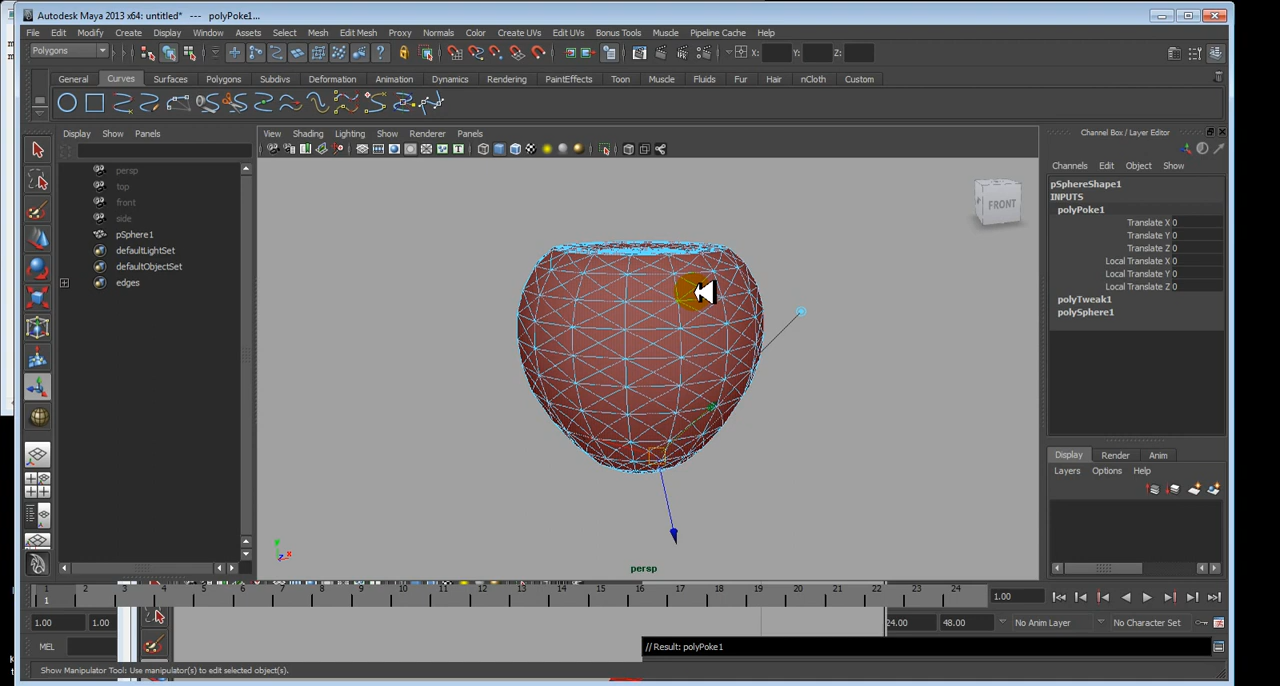 Autodesk Maya 2013 x64: untitled* --- polyPoke1...
File Edit Modify Create Display Window Assets Select Mesh Edit Mesh Proxy Normals Color Create UVs Edit UVs Bonus Tools Muscle Pipeline Cache Help
Polygons X: Y: Z:
General Curves Surfaces Polygons Subdivs Deformation Animation Dynamics Rendering PaintEffects Toon Muscle Fluids Fur Hair nCloth Custom
Display Show Panels
View Shading Lighting Show Renderer Panels
Channel Box / Layer Editor
Channels Edit Object Show
persp
top
front
side
pSphere1
defaultLightSet
defaultObjectSet
edges
FRONT
y
z x
persp
pSphereShape1
INPUTS
polyPoke1
Translate X 0
Translate Y 0
Translate Z 0
Local Translate X 0
Local Translate Y 0
Local Translate Z 0
polyTweak1
polySphere1
Display Render Anim
Layers Options Help
1 2 3 4 5 6 7 8 9 10 11 12 13 14 15 16 17 18 19 20 21 22 23 24
1
1.00
1.00 1.00 24.00 48.00 No Anim Layer No Character Set
MEL // Result: polyPoke1
Show Manipulator Tool: Use manipulator(s) to edit selected object(s).